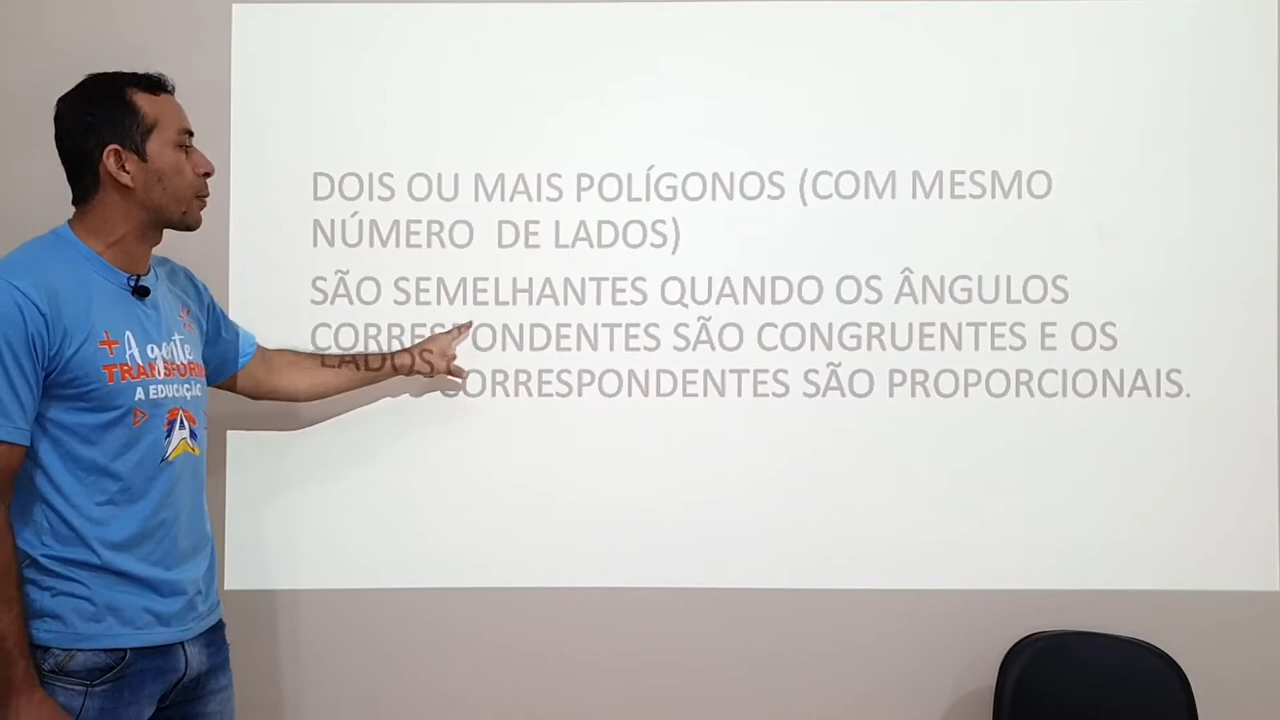 DOIS OU MAIS POLÍGONOS (COM MESMO
NÚMERO DE LADOS)
SÃO SEMELHANTES QUANDO OS ÂNGULOS
CORRESPONDENTES SÃO CONGRUENTES E OS
LADOS CORRESPONDENTES SÃO PROPORCIONAIS.
+ A gente
TRANSFORMA
A EDUCAÇÃO